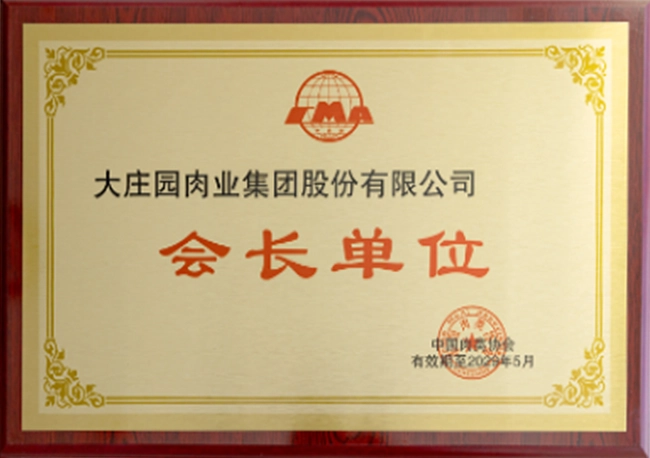 CMA
大庄园肉业集团股份有限公司
会长单位
中国肉类协会
有效期至2029年5月